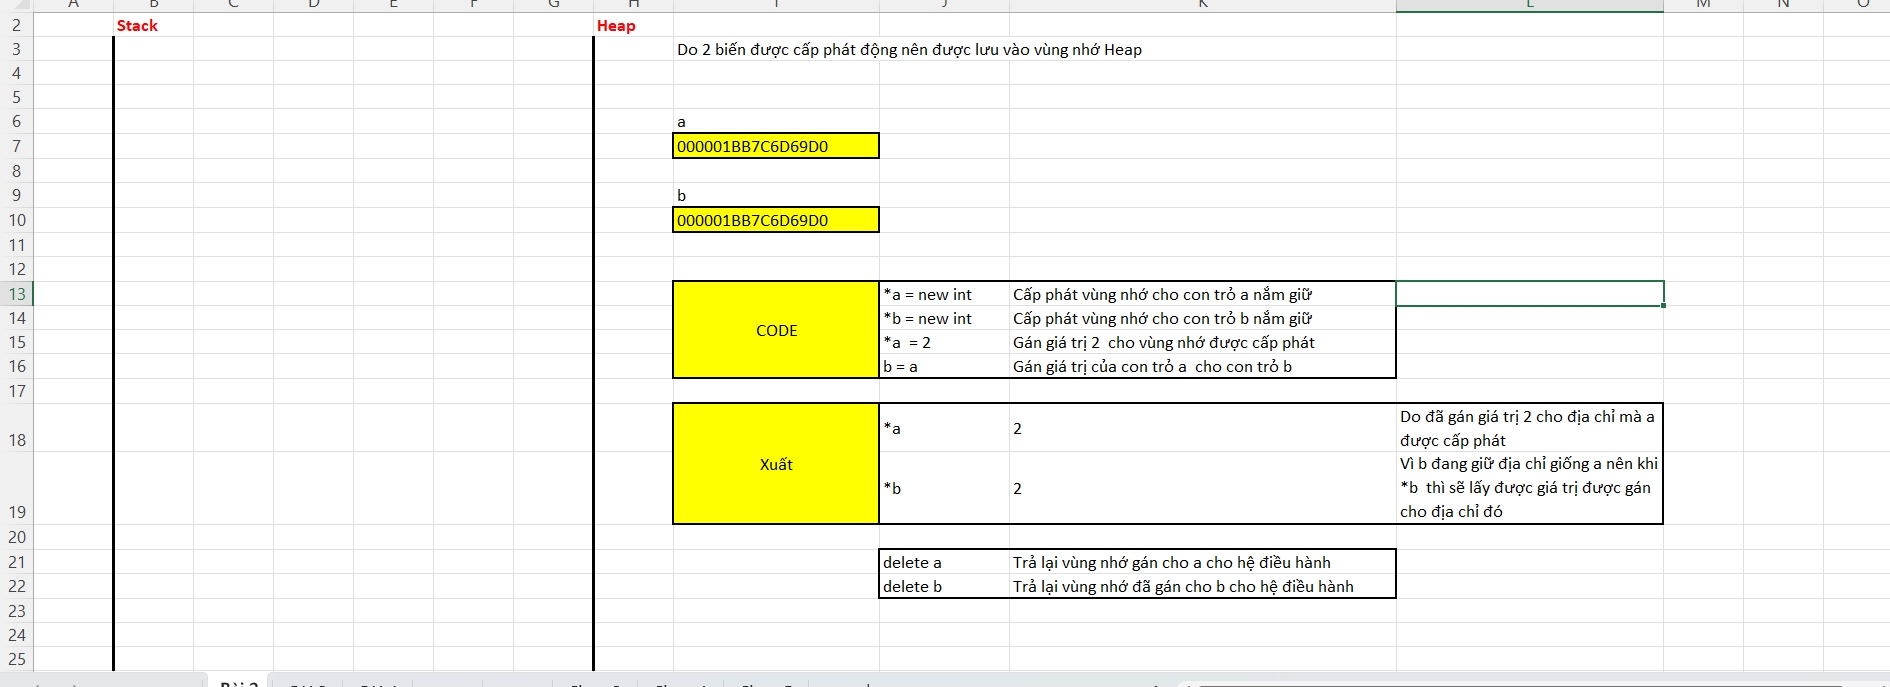 A B C D E F G H I J K L M N O
2 Stack Heap
3 Do 2 biến được cấp phát động nên được lưu vào vùng nhớ Heap
4
5
6 a
7 000001BB7C6D69D0
8
9 b
10 000001BB7C6D69D0
11
12
13 *a = new int Cấp phát vùng nhớ cho con trỏ a nắm giữ
14 *b = new int Cấp phát vùng nhớ cho con trỏ b nắm giữ
CODE
15 *a  = 2 Gán giá trị 2  cho vùng nhớ được cấp phát
16 b = a Gán giá trị của con trỏ a  cho con trỏ b
17
18 *a 2 Do đã gán giá trị 2 cho địa chỉ mà a
được cấp phát
Xuất
19 *b 2 Vì b đang giữ địa chỉ giống a nên khi
*b  thì sẽ lấy được giá trị được gán
cho địa chỉ đó
20
21 delete a Trả lại vùng nhớ gán cho a cho hệ điều hành
22 delete b Trả lại vùng nhớ đã gán cho b cho hệ điều hành
23
24
25
Bài 2